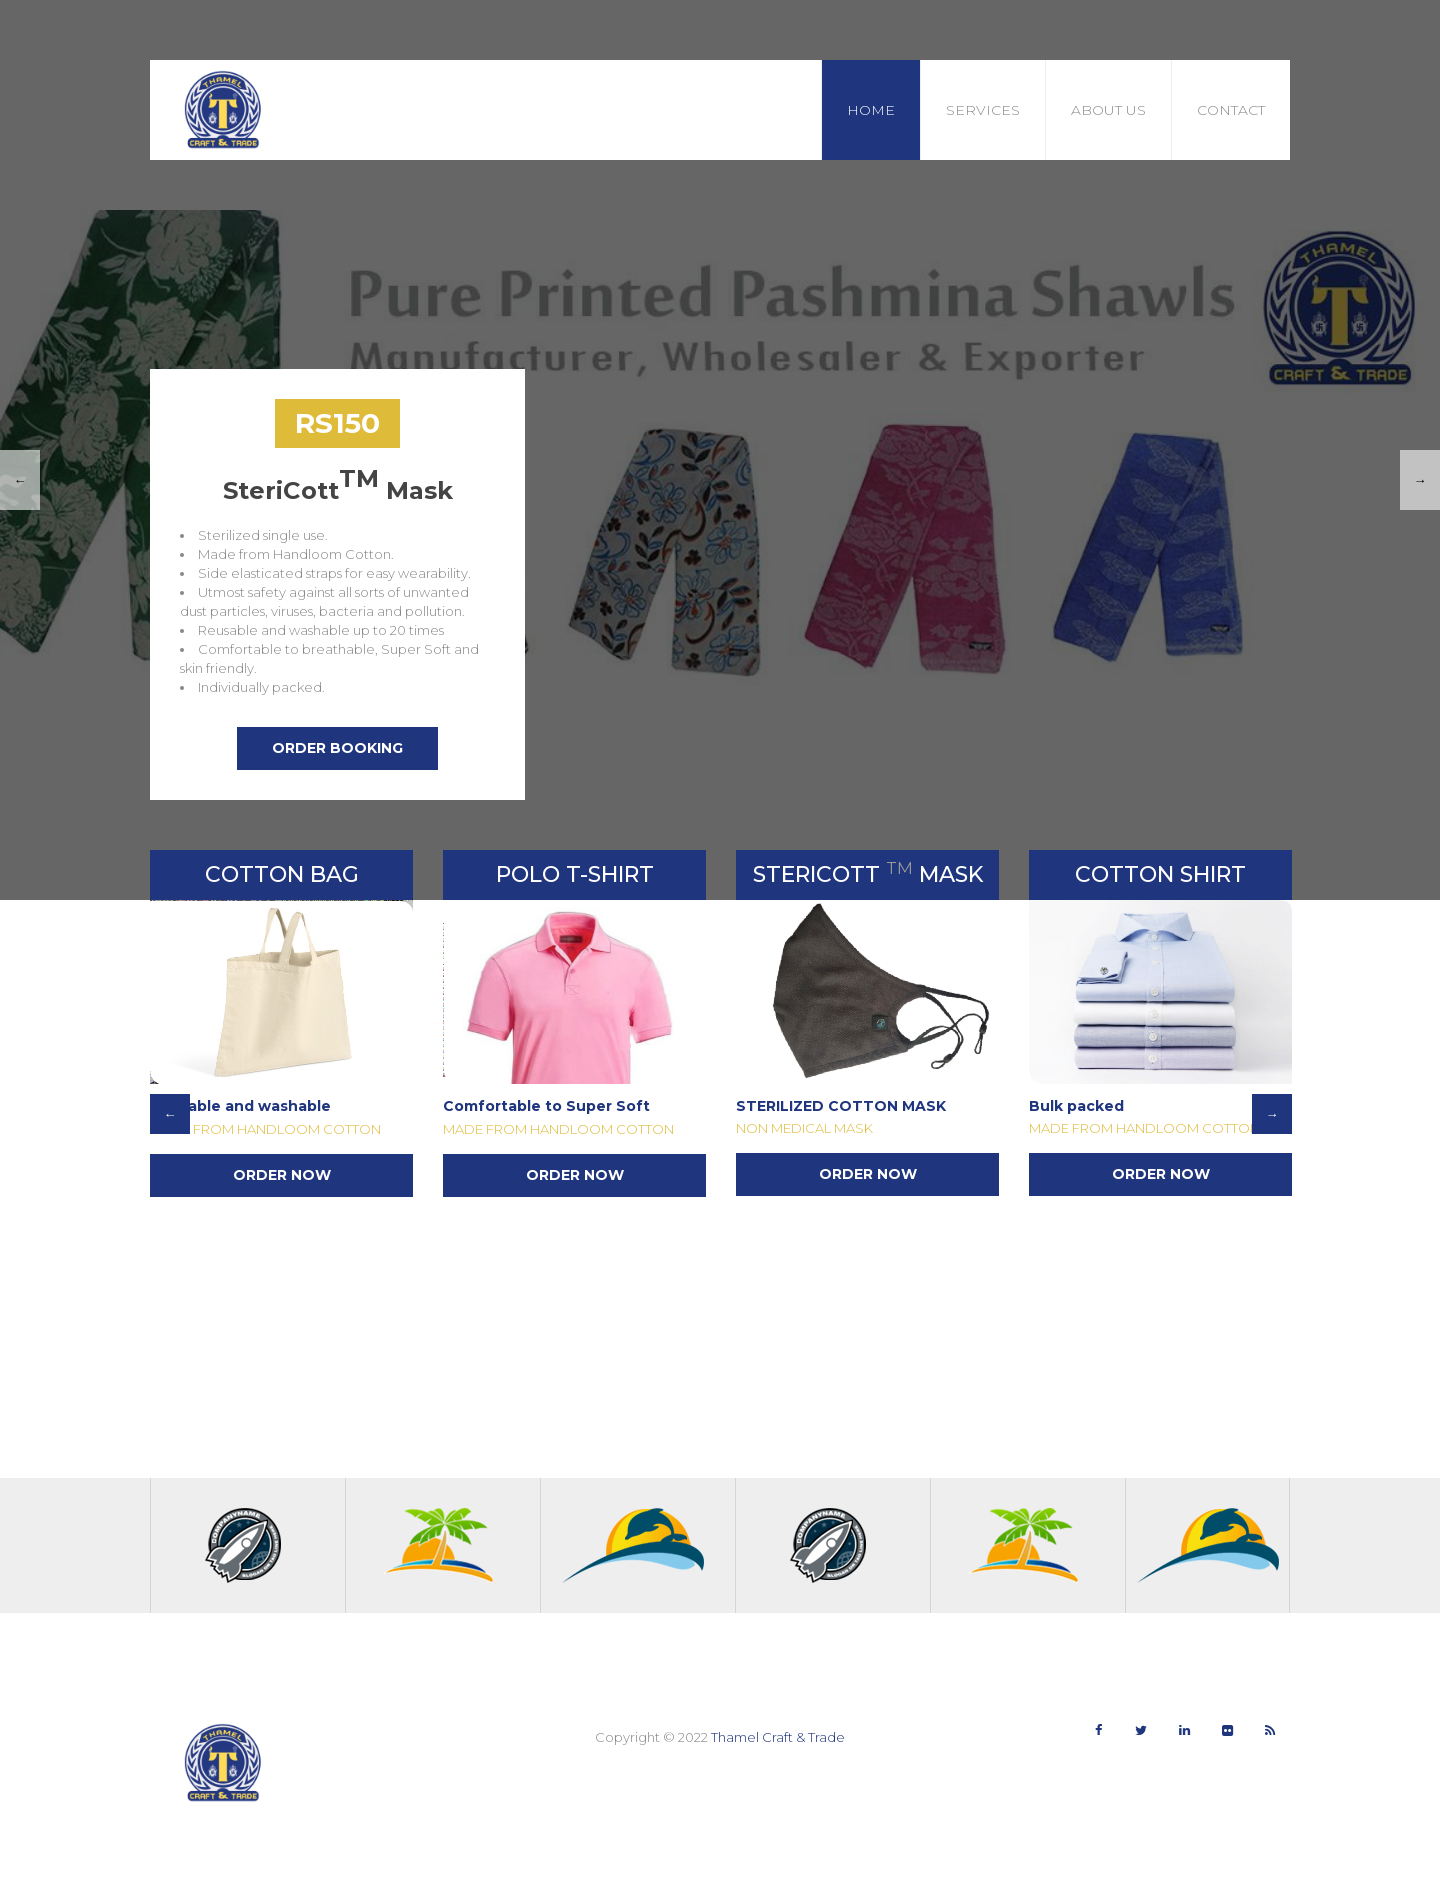 THAMEL
T
CRAFT & TRADE
HOME
SERVICES
ABOUT US
CONTACT
Pure Printed Pashmina Shawls
Manufacturer, Wholesaler & Exporter
THAMEL
T
CRAFT & TRADE
RS150
SteriCott™ Mask
• Sterilized single use.
• Made from Handloom Cotton.
• Side elasticated straps for easy wearability.
• Utmost safety against all sorts of unwanted
dust particles, viruses, bacteria and pollution.
• Reusable and washable up to 20 times
• Comfortable to breathable, Super Soft and
skin friendly.
• Individually packed.
ORDER BOOKING
←
→
COTTON BAG
POLO T-SHIRT
STERICOTT ™ MASK
COTTON SHIRT
able and washable
FROM HANDLOOM COTTON
ORDER NOW
Comfortable to Super Soft
MADE FROM HANDLOOM COTTON
ORDER NOW
STERILIZED COTTON MASK
NON MEDICAL MASK
ORDER NOW
Bulk packed
MADE FROM HANDLOOM COTTO
ORDER NOW
←
→
COMPANYNAME
COMPANYNAME
THAMEL
T
CRAFT & TRADE
Copyright © 2022 Thamel Craft & Trade